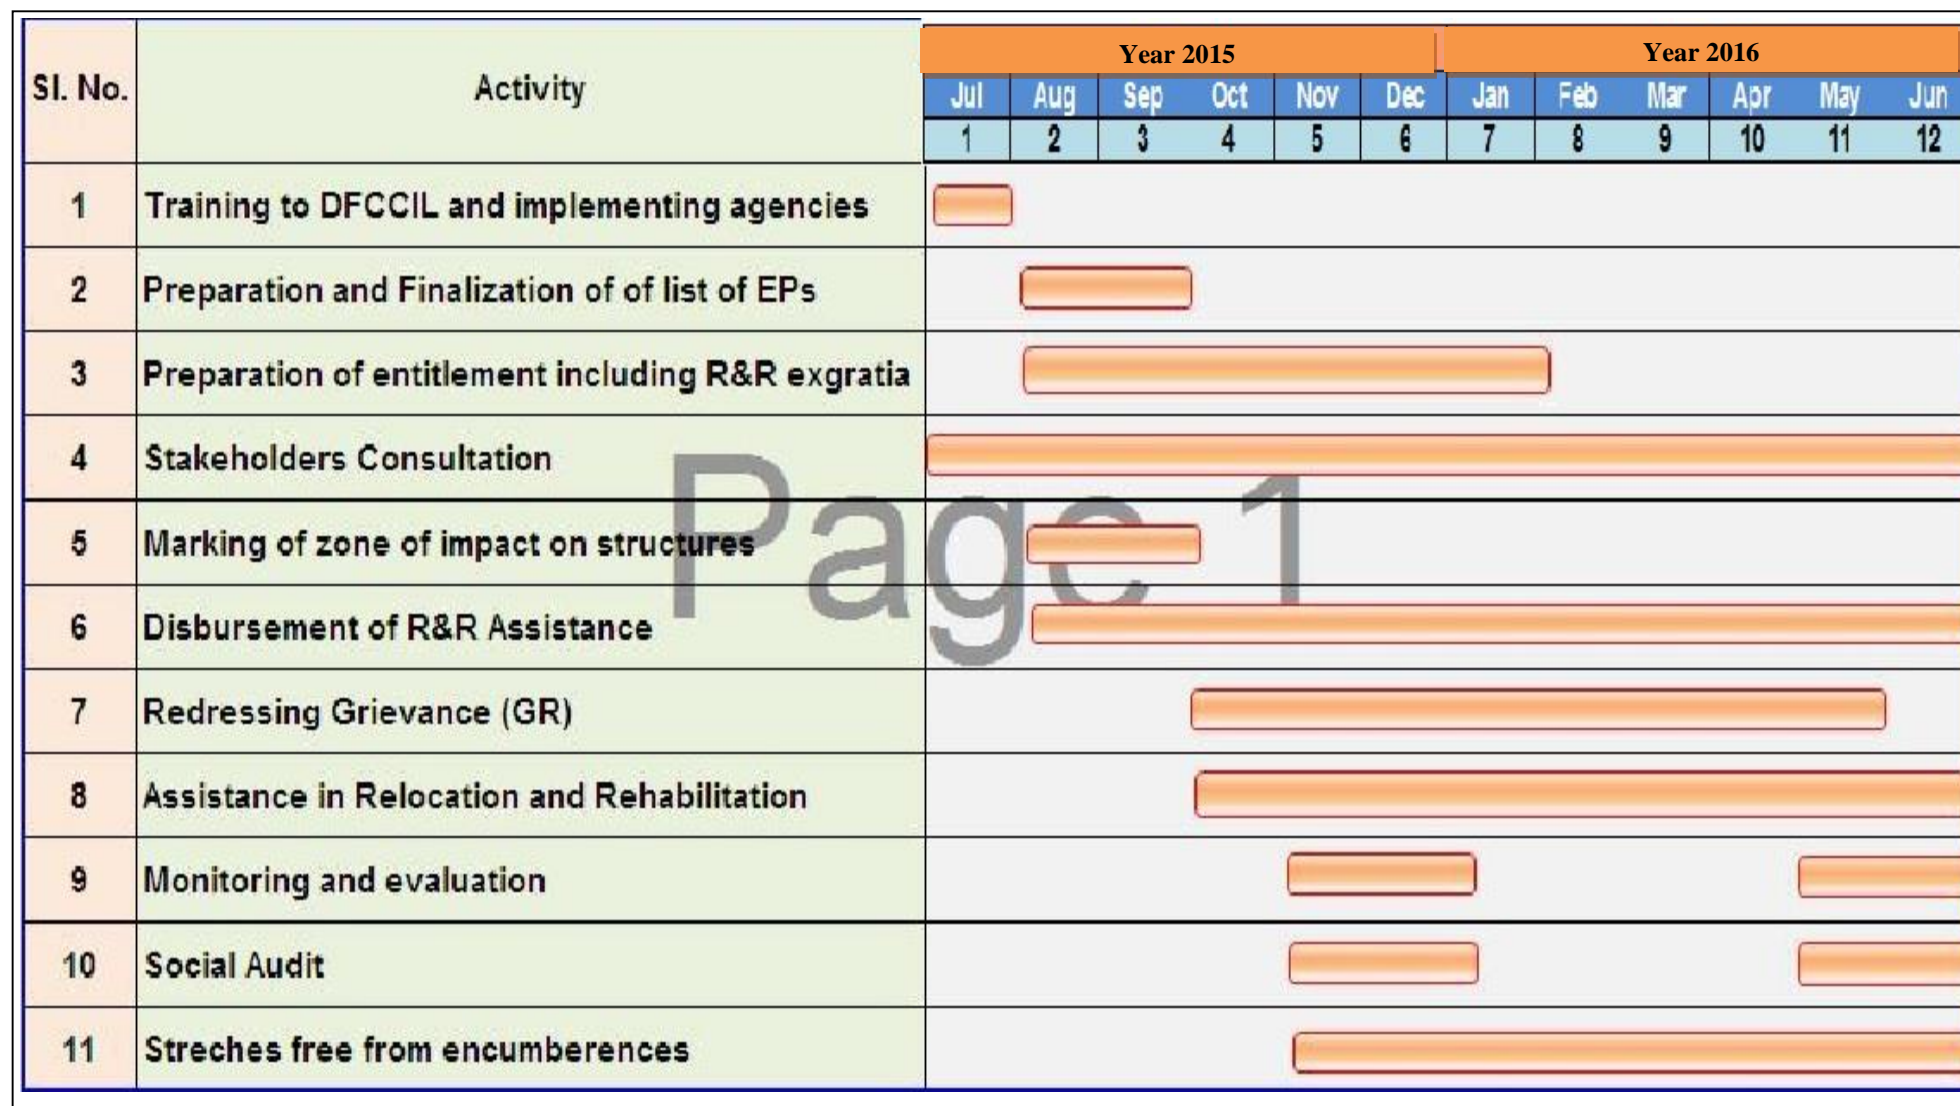 Sl. No. Activity Year 2015 Year 2016
Jul Aug Sep Oct Nov Dec Jan Feb Mar Apr May Jun
1 2 3 4 5 6 7 8 9 10 11 12
1 Training to DFCCIL and implementing agencies
2 Preparation and Finalization of of list of EPs
3 Preparation of entitlement including R&R exgratia
4 Stakeholders Consultation
5 Marking of zone of impact on structures
6 Disbursement of R&R Assistance
7 Redressing Grievance (GR)
8 Assistance in Relocation and Rehabilitation
9 Monitoring and evaluation
10 Social Audit
11 Streches free from encumberences
Page 1